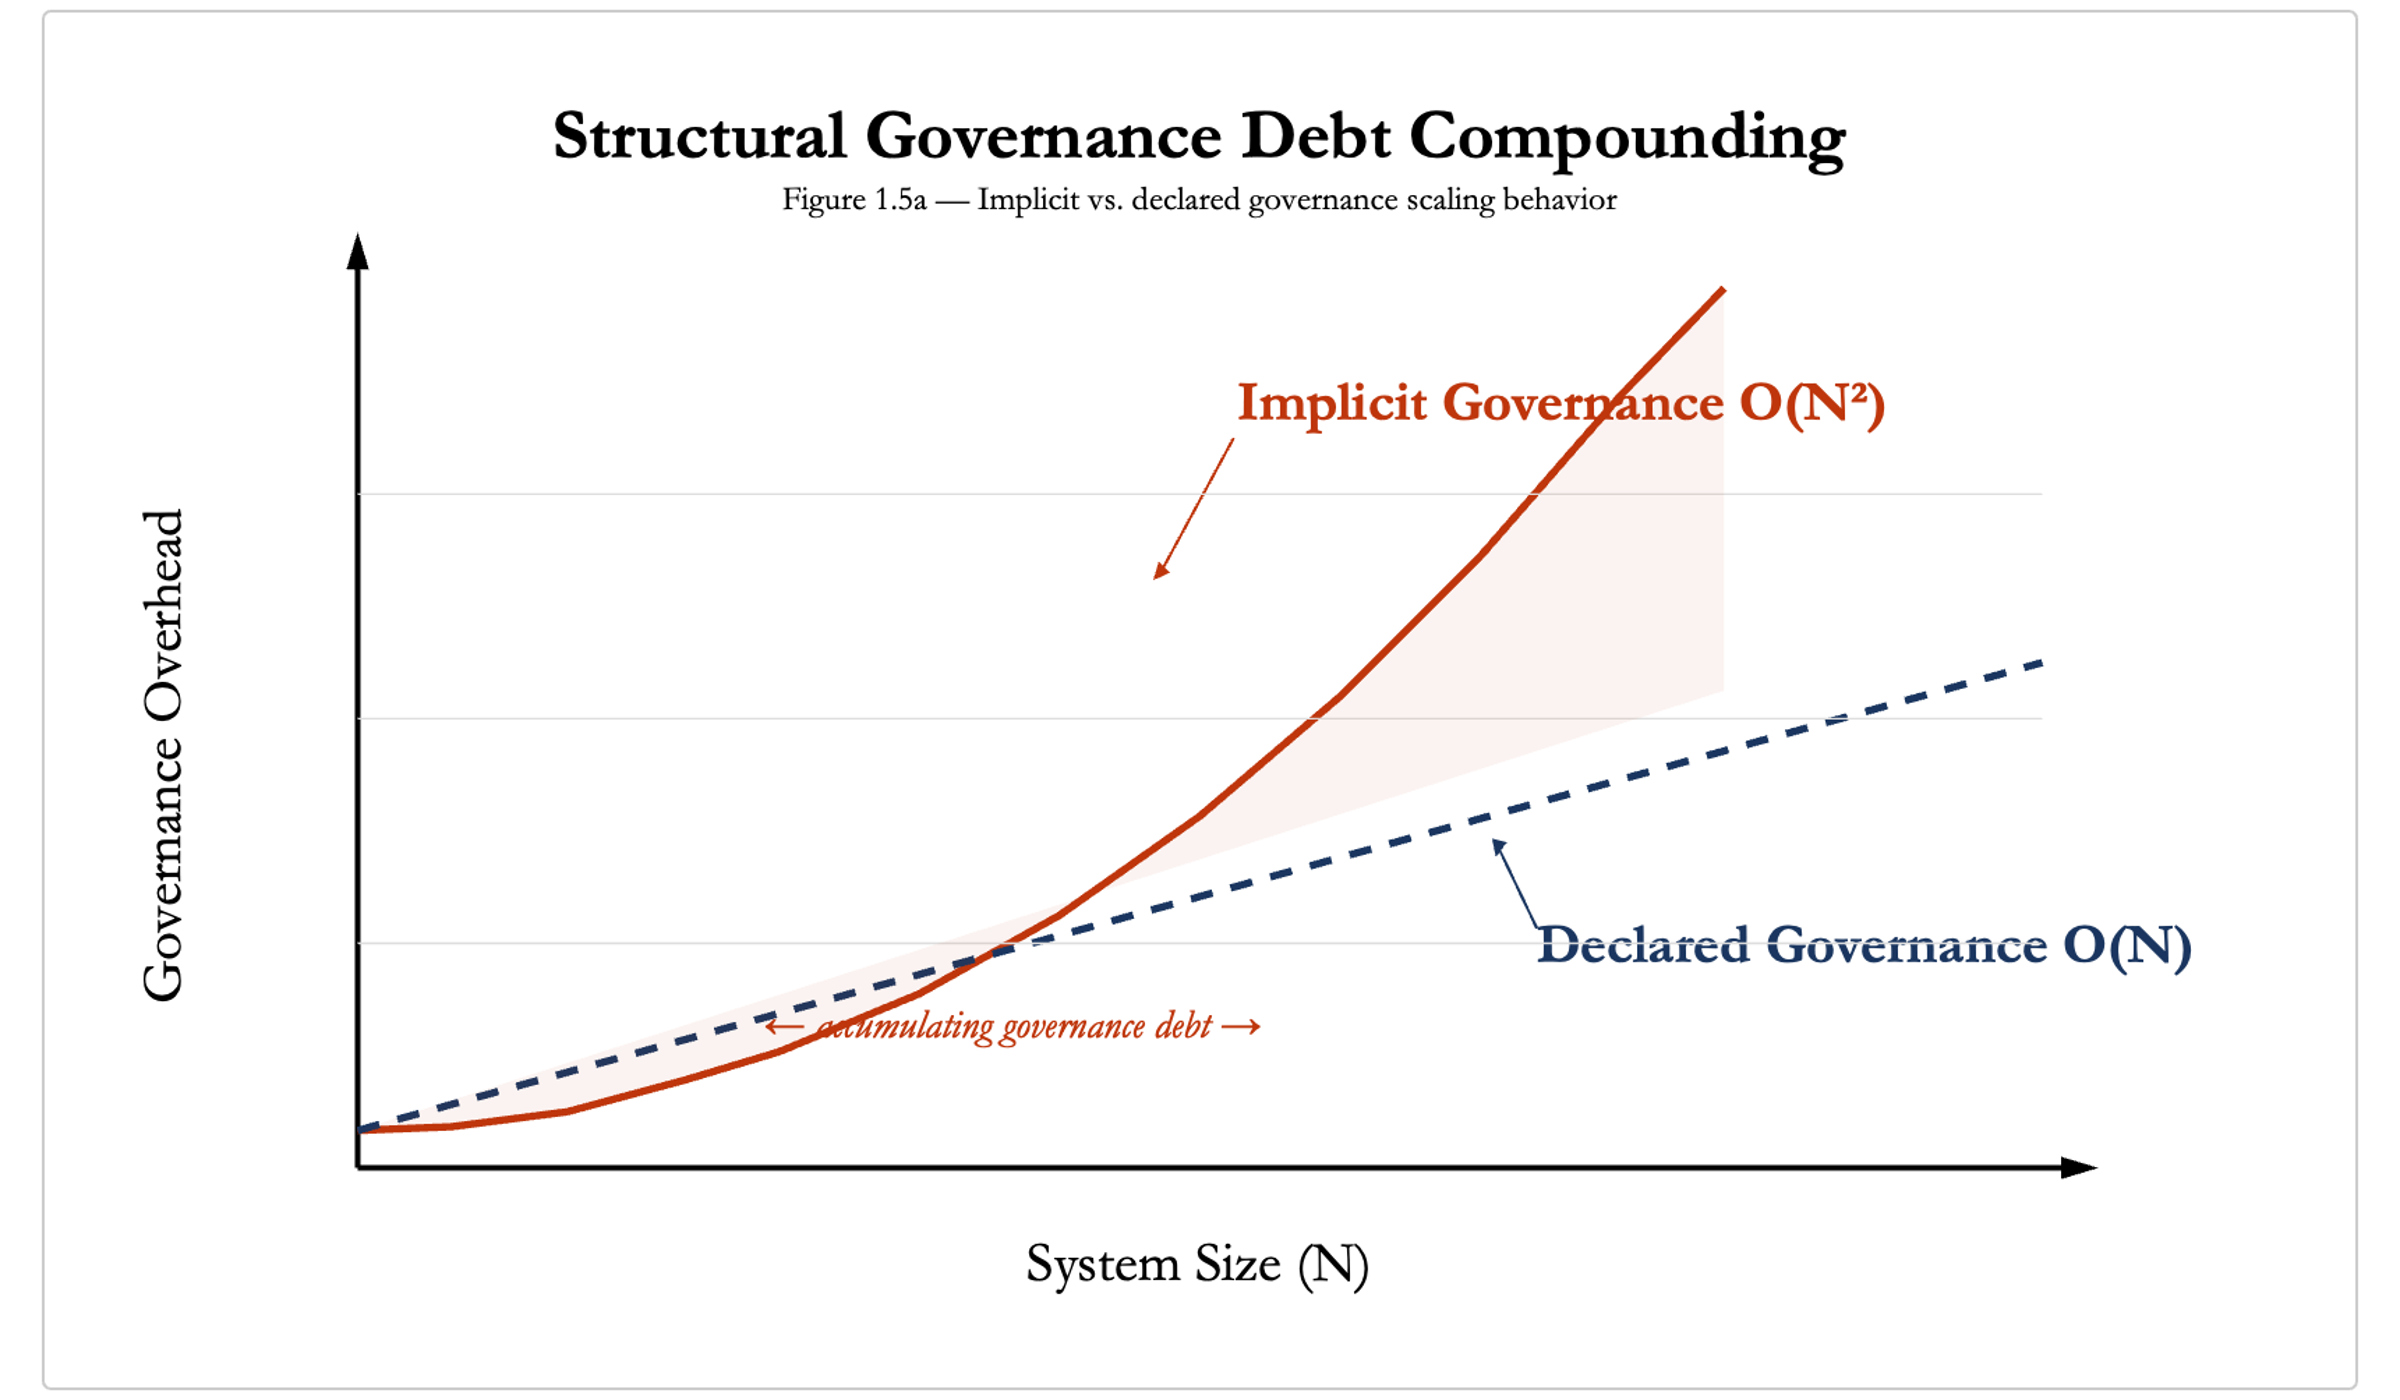 Structural Governance Debt Compounding
Figure 1.5a — Implicit vs. declared governance scaling behavior
Implicit Governance O(N²)
Governance Overhead
Declared Governance O(N)
← accumulating governance debt →
System Size (N)